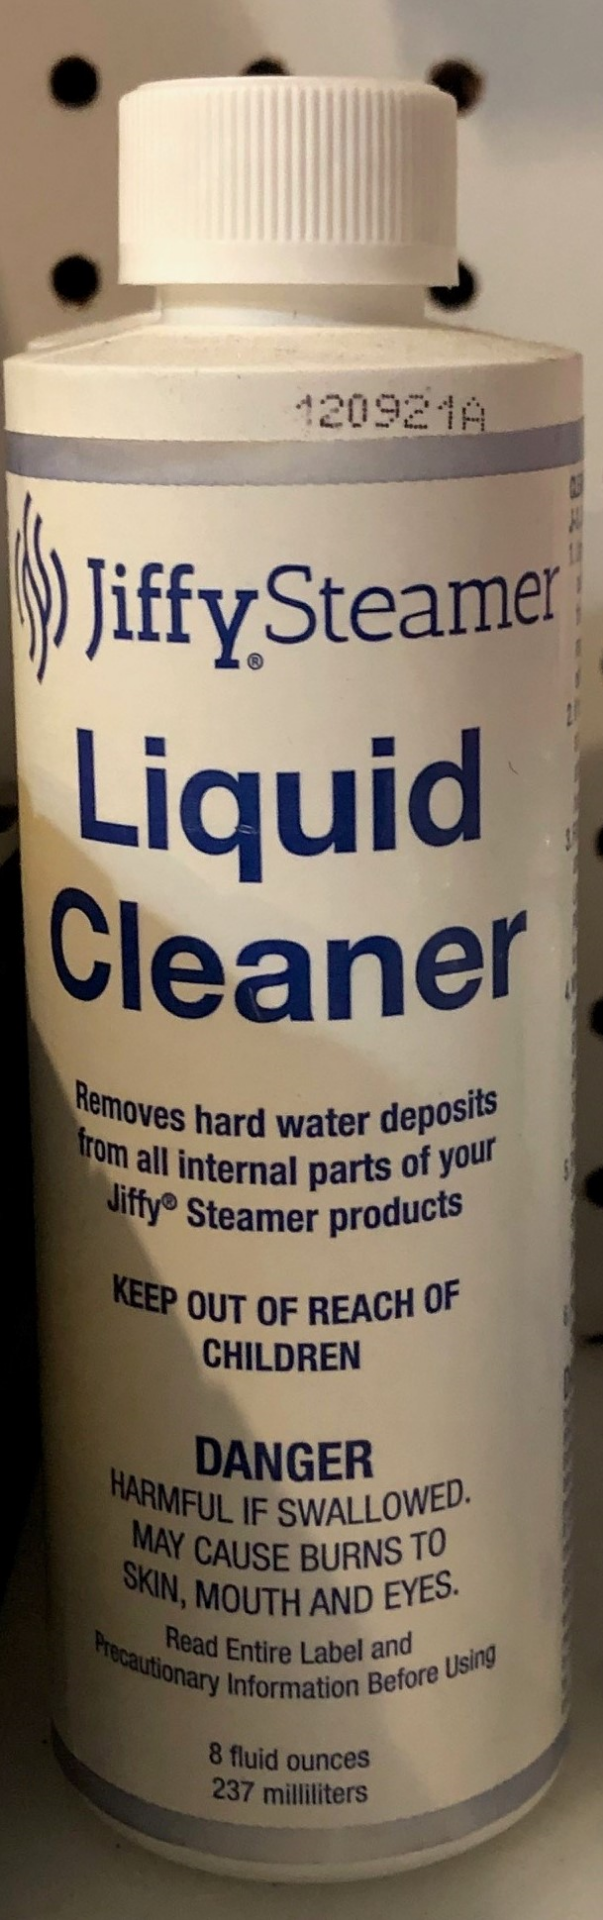 120921A
Jiffy®Steamer
Liquid
Cleaner
Removes hard water deposits
from all internal parts of your
Jiffy® Steamer products
KEEP OUT OF REACH OF
CHILDREN
DANGER
HARMFUL IF SWALLOWED.
MAY CAUSE BURNS TO
SKIN, MOUTH AND EYES.
Read Entire Label and
Precautionary Information Before Using
8 fluid ounces
237 milliliters